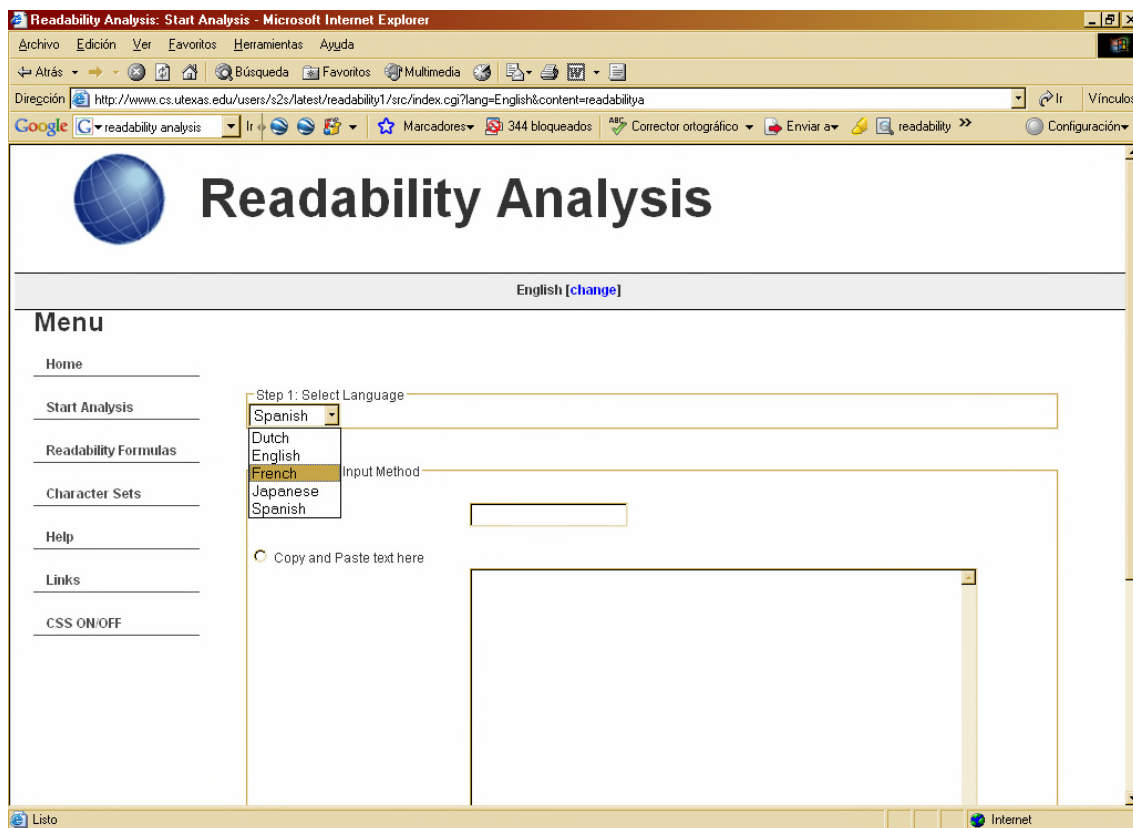 Readability Analysis: Start Analysis - Microsoft Internet Explorer
Archivo Edición Ver Favoritos Herramientas Ayuda
Atrás Búsqueda Favoritos Multimedia
Dirección http://www.cs.utexas.edu/users/s2s/latest/readability1/src/index.cgi?lang=English&content=readabilitya Ir Vínculos
Google G readability analysis Ir Marcadores 344 bloqueados ABC Corrector ortográfico Enviar a readability >> Configuración
Readability Analysis
English [change]
Menu
Home
Start Analysis
Readability Formulas
Character Sets
Help
Links
CSS ON/OFF
Step 1: Select Language
Spanish
Dutch
English
French
Japanese
Spanish
Input Method
Copy and Paste text here
Listo Internet